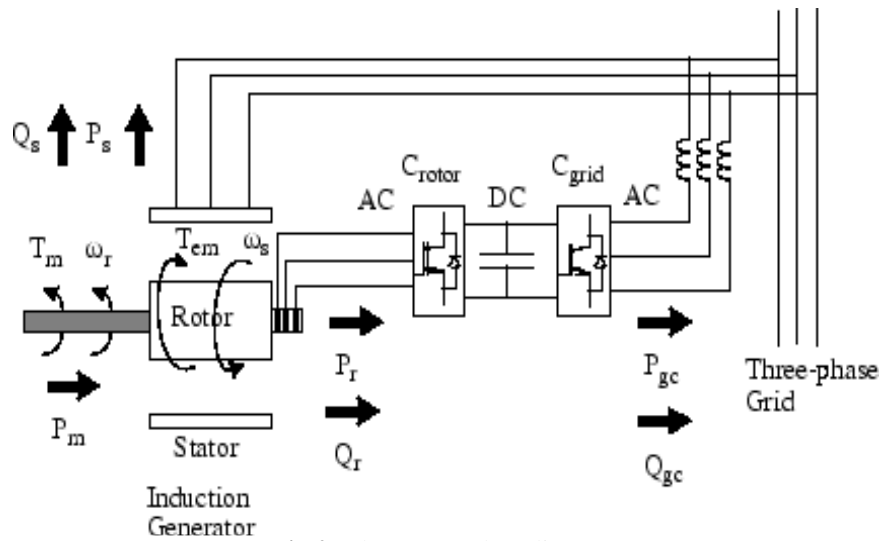 Q_s P_s
C_rotor C_grid
AC DC AC
T_m ω_r T_em ω_s
Rotor
P_r P_gc
P_m
Three-phase
Grid
Stator
Q_r Q_gc
Induction
Generator